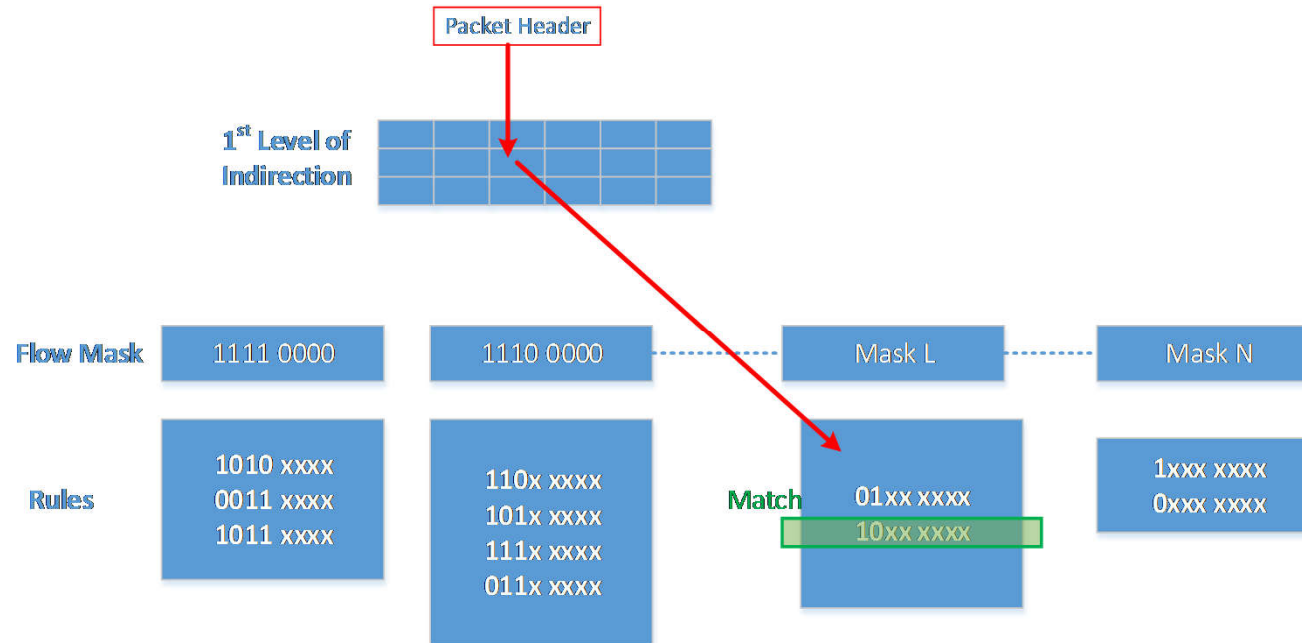 Packet Header
1st Level of
Indirection
Flow Mask
1111 0000
1110 0000
Mask L
Mask N
Rules
1010 xxxx
0011 xxxx
1011 xxxx
110x xxxx
101x xxxx
111x xxxx
011x xxxx
Match
01xx xxxx
10xx xxxx
1xxx xxxx
0xxx xxxx